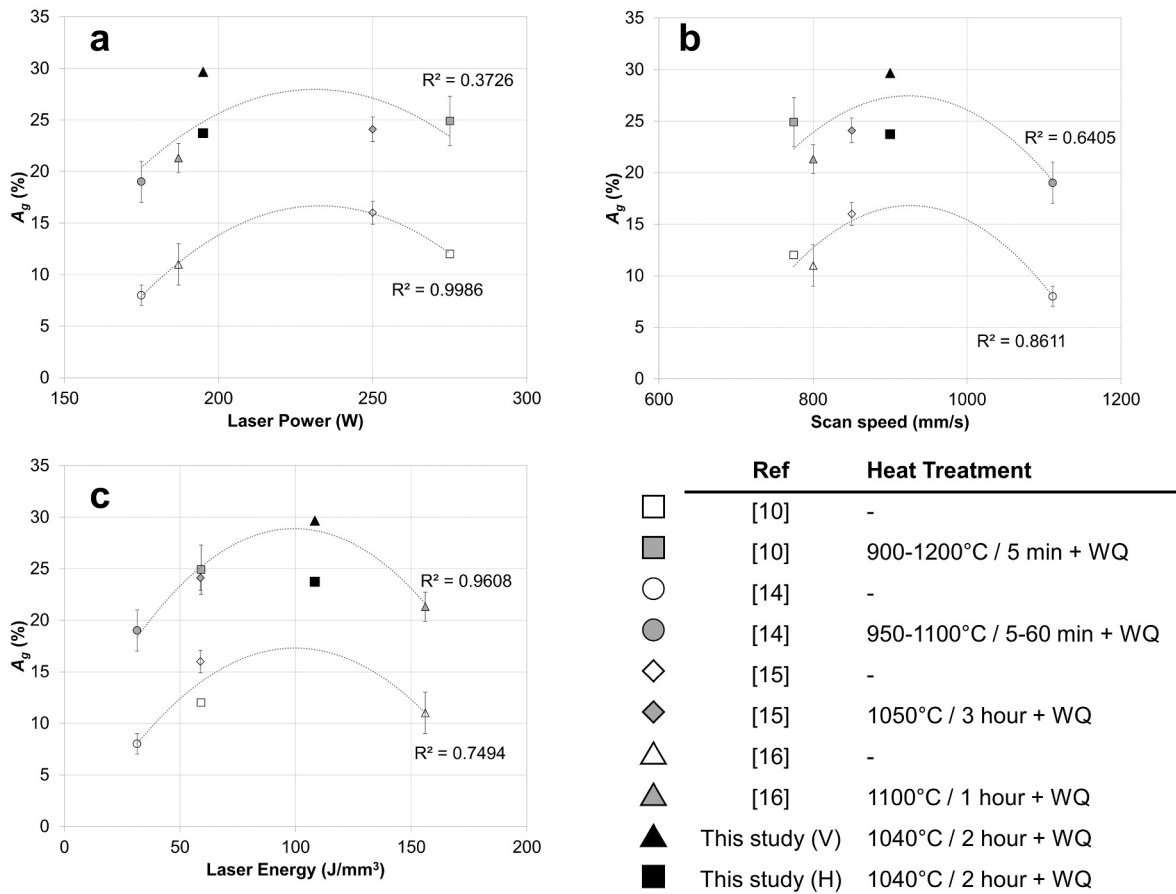 a
35
30
25
20
15
10
5
0
A_g (%)
R² = 0.3726
R² = 0.9986
150 200 250 300
Laser Power (W)
b
35
30
25
20
15
10
5
0
A_g (%)
R² = 0.6405
R² = 0.8611
600 800 1000 1200
Scan speed (mm/s)
c
35
30
25
20
15
10
5
0
A_g (%)
R² = 0.9608
R² = 0.7494
0 50 100 150 200
Laser Energy (J/mm³)
Ref Heat Treatment
[10] -
[10] 900-1200°C / 5 min + WQ
[14] -
[14] 950-1100°C / 5-60 min + WQ
[15] -
[15] 1050°C / 3 hour + WQ
[16] -
[16] 1100°C / 1 hour + WQ
This study (V) 1040°C / 2 hour + WQ
This study (H) 1040°C / 2 hour + WQ